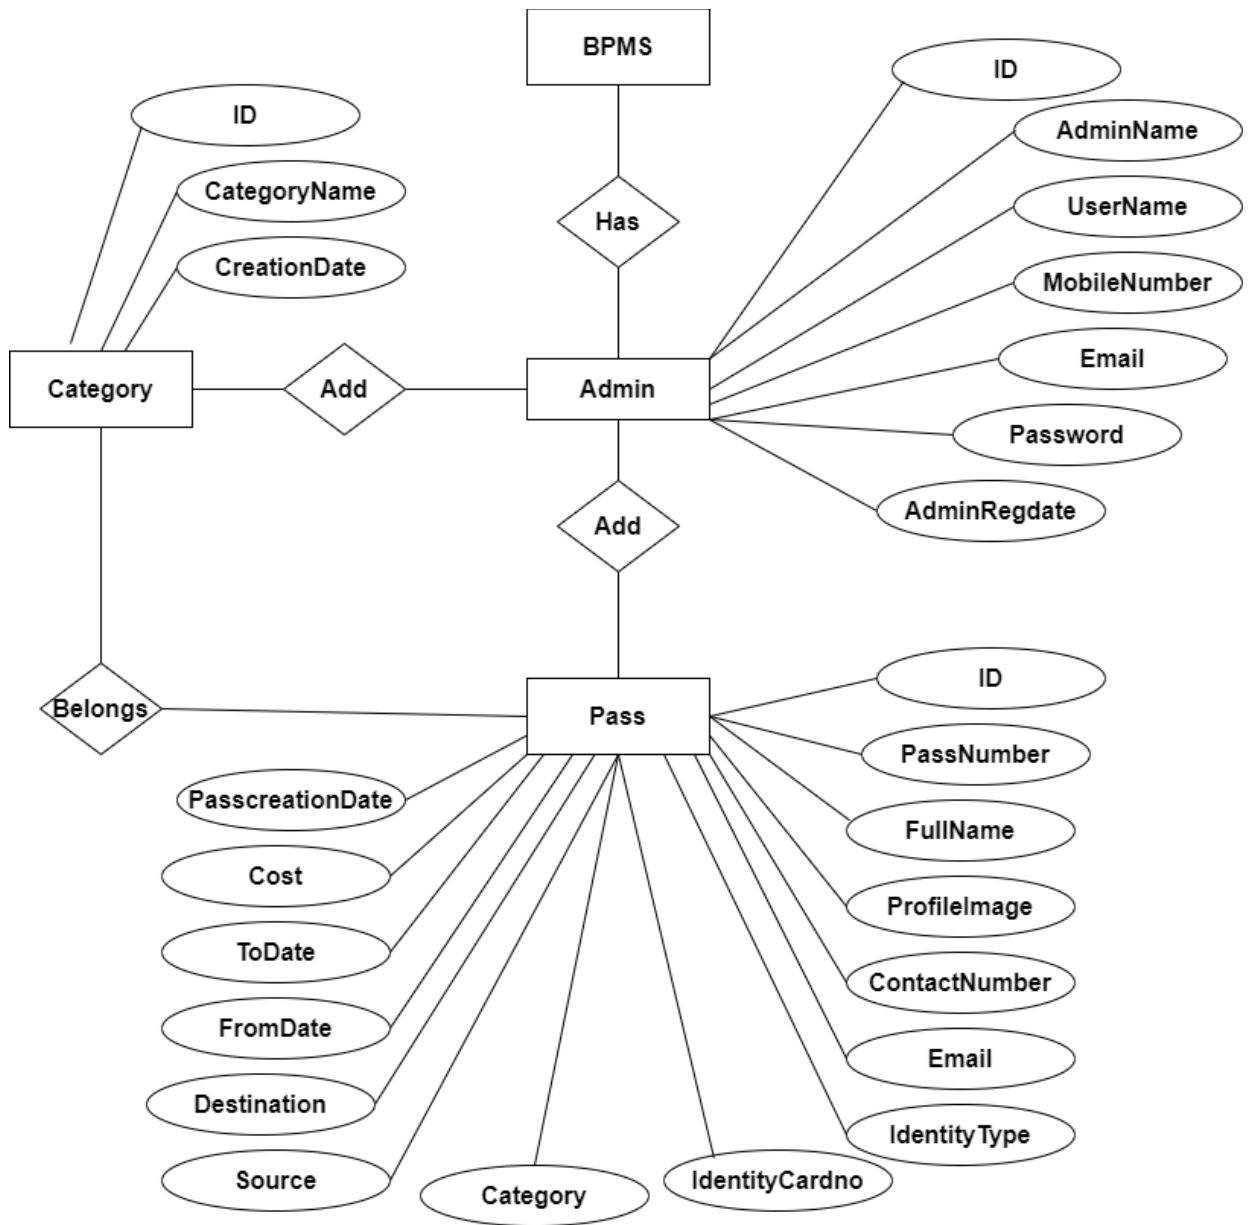 BPMS
ID
ID
AdminName
CategoryName
UserName
Has
CreationDate
MobileNumber
Email
Category
Add
Admin
Password
AdminRegdate
Add
ID
Belongs
Pass
PassNumber
PasscreationDate
FullName
Cost
ProfileImage
ToDate
ContactNumber
FromDate
Email
Destination
IdentityType
Source
Category
IdentityCardno